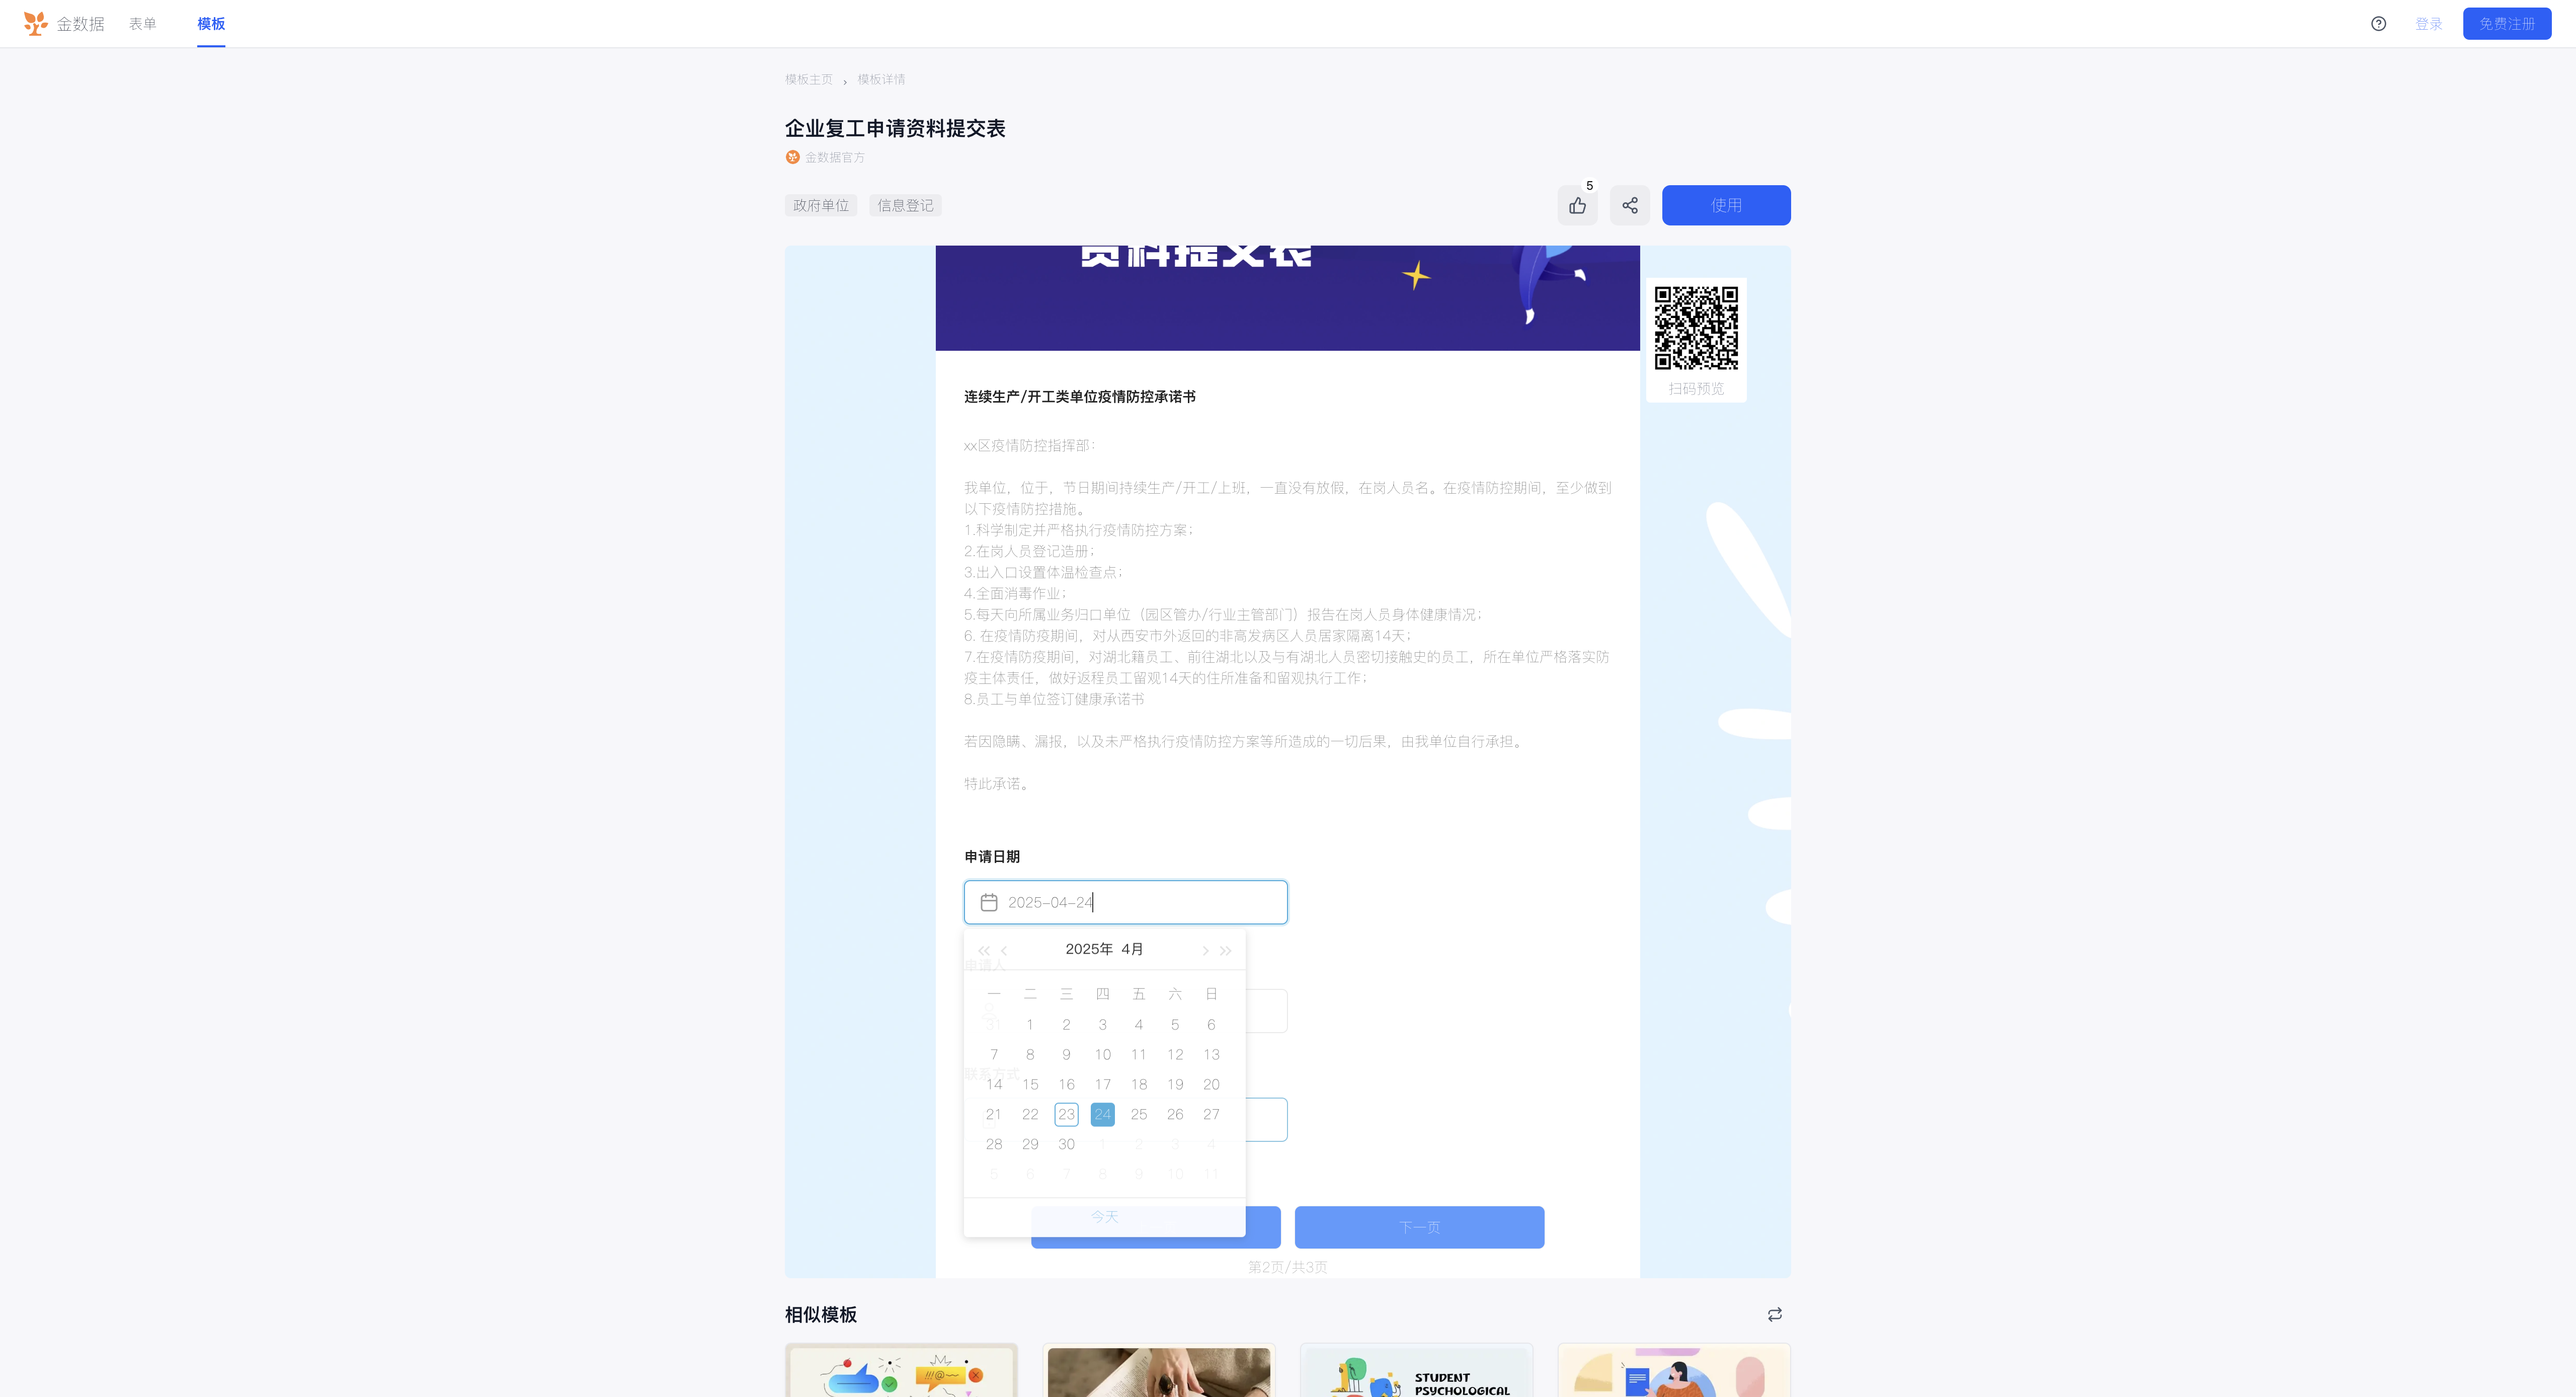 金数据
表单
模板
登录
免费注册
模板主页 › 模板详情
企业复工申请资料提交表
金数据官方
政府单位
信息登记
5
使用
资料提交表
扫码预览
连续生产/开工类单位疫情防控承诺书
xx区疫情防控指挥部：
我单位，位于，节日期间持续生产/开工/上班，一直没有放假，在岗人员名。在疫情防控期间，至少做到
以下疫情防控措施。
1.科学制定并严格执行疫情防控方案；
2.在岗人员登记造册；
3.出入口设置体温检查点；
4.全面消毒作业；
5.每天向所属业务归口单位（园区管办/行业主管部门）报告在岗人员身体健康情况；
6. 在疫情防疫期间，对从西安市外返回的非高发病区人员居家隔离14天；
7.在疫情防疫期间，对湖北籍员工、前往湖北以及与有湖北人员密切接触史的员工，所在单位严格落实防
疫主体责任，做好返程员工留观14天的住所准备和留观执行工作；
8.员工与单位签订健康承诺书
若因隐瞒、漏报，以及未严格执行疫情防控方案等所造成的一切后果，由我单位自行承担。
特此承诺。
申请日期
2025-04-24
2025年 4月
申请人
一 二 三 四 五 六 日
31 1 2 3 4 5 6
7 8 9 10 11 12 13
联系方式
14 15 16 17 18 19 20
21 22 23 24 25 26 27
28 29 30 1 2 3 4
5 6 7 8 9 10 11
今天
下一页
第2页/共3页
相似模板
STUDENT
PSYCHOLOGICAL